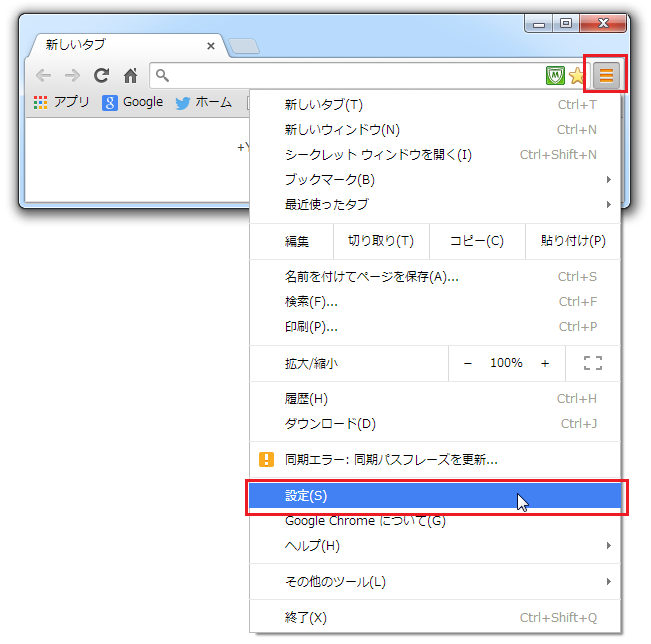 新しいタブ
アプリ Google ホーム
+Y
新しいタブ(T) Ctrl+T
新しいウィンドウ(N) Ctrl+N
シークレット ウィンドウを開く(I) Ctrl+Shift+N
ブックマーク(B)
最近使ったタブ
編集 切り取り(T) コピー(C) 貼り付け(P)
名前を付けてページを保存(A)... Ctrl+S
検索(F)... Ctrl+F
印刷(P)... Ctrl+P
拡大/縮小 − 100% +
履歴(H) Ctrl+H
ダウンロード(D) Ctrl+J
同期エラー: 同期パスフレーズを更新...
設定(S)
Google Chrome について(G)
ヘルプ(H)
その他のツール(L)
終了(X) Ctrl+Shift+Q